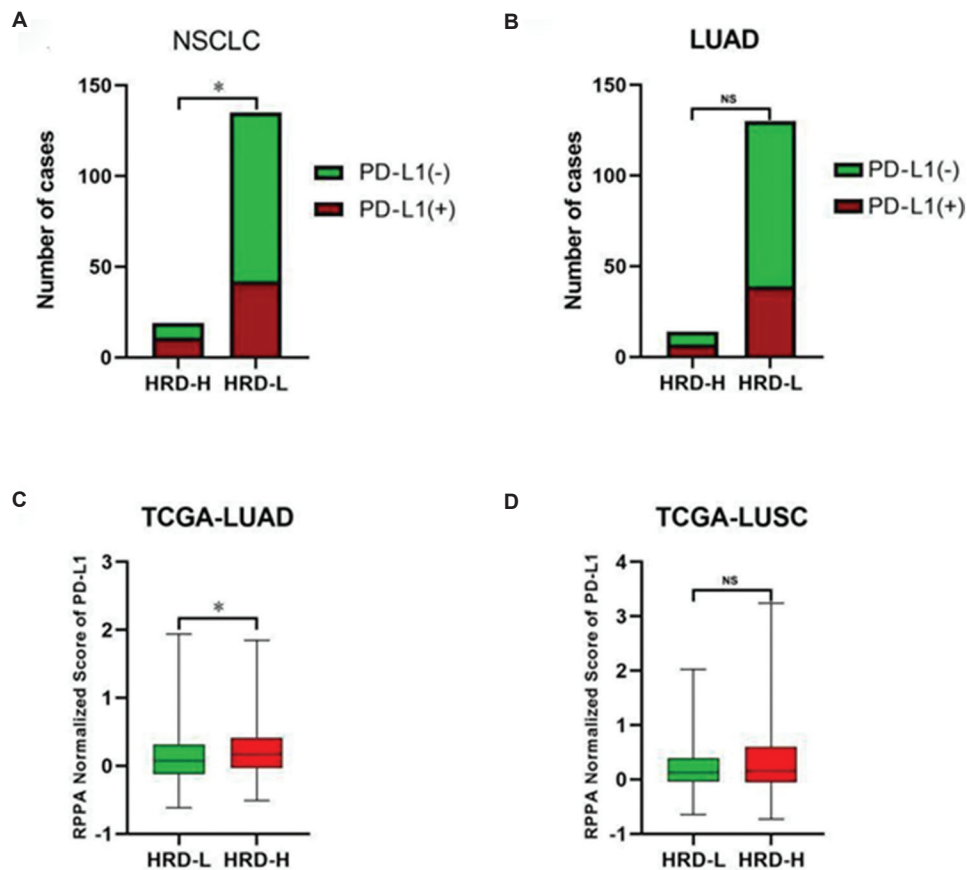 A
NSCLC
*
150
100
50
0
Number of cases
HRD-H HRD-L
PD-L1(-)
PD-L1(+)
B
LUAD
NS
150
100
50
0
Number of cases
HRD-H HRD-L
PD-L1(-)
PD-L1(+)
C
TCGA-LUAD
*
3
2
1
0
-1
RPPA Normalized Score of PD-L1
HRD-L HRD-H
D
TCGA-LUSC
NS
4
3
2
1
0
-1
RPPA Normalized Score of PD-L1
HRD-L HRD-H